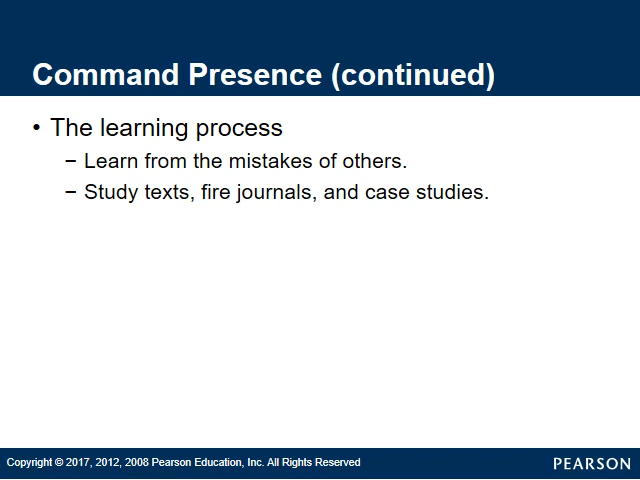 Command Presence (continued)
• The learning process
− Learn from the mistakes of others.
− Study texts, fire journals, and case studies.
Copyright © 2017, 2012, 2008 Pearson Education, Inc. All Rights Reserved
PEARSON